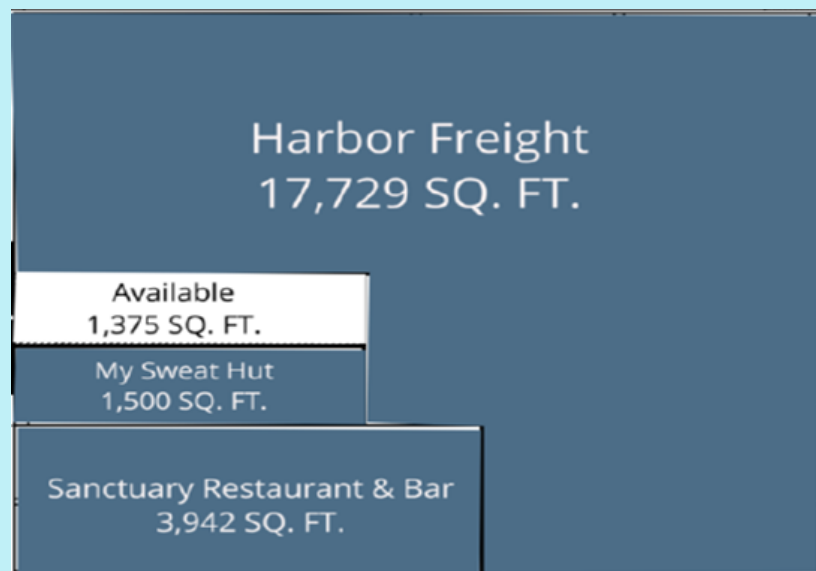 Harbor Freight
17,729 SQ. FT.
Available
1,375 SQ. FT.
My Sweat Hut
1,500 SQ. FT.
Sanctuary Restaurant & Bar
3,942 SQ. FT.